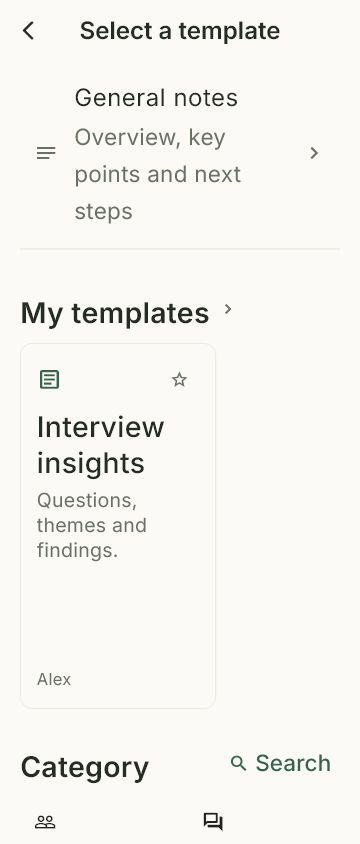 Select a template
General notes
Overview, key
points and next
steps
My templates
Interview
insights
Questions,
themes and
findings.
Alex
Category
Search